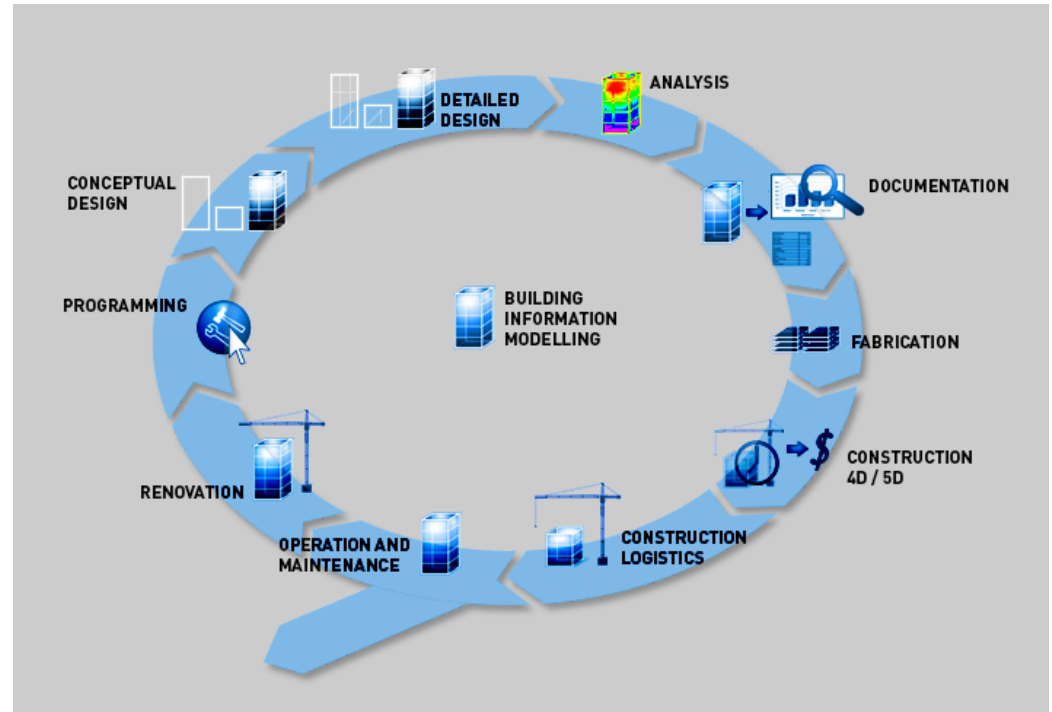 DETAILED
DESIGN
ANALYSIS
CONCEPTUAL
DESIGN
DOCUMENTATION
PROGRAMMING
BUILDING
INFORMATION
MODELLING
FABRICATION
$
CONSTRUCTION
4D / 5D
RENOVATION
OPERATION AND
MAINTENANCE
CONSTRUCTION
LOGISTICS